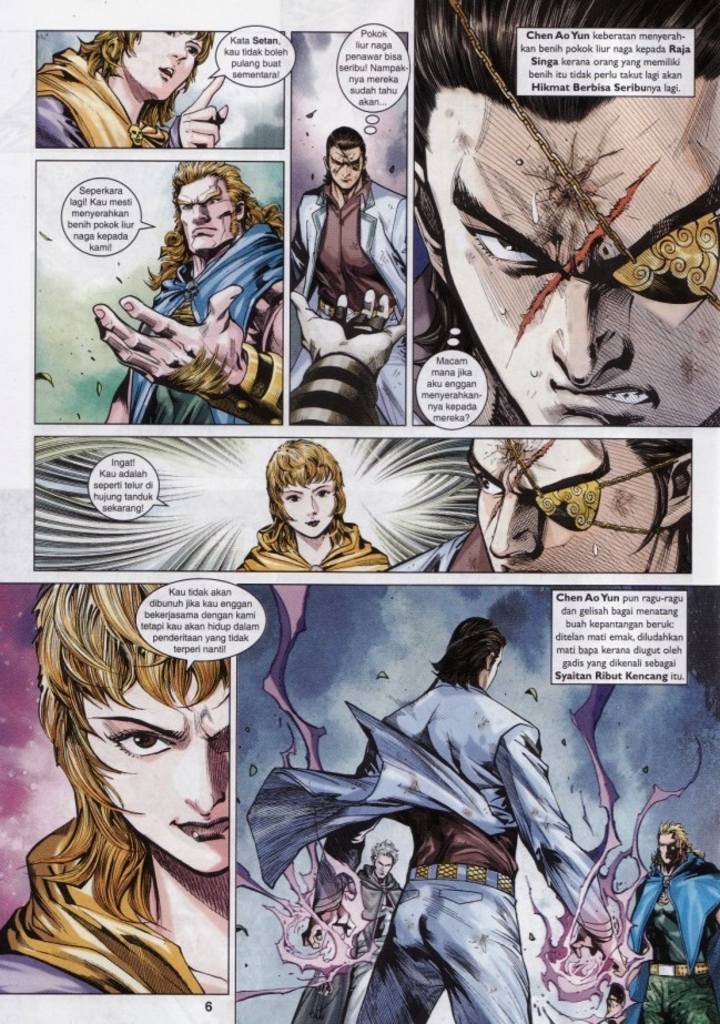 Kata Setan,
kau tidak boleh
pulang buat
sementara!
Pokok
liur naga
penawar bisa
seribu! Nampak-
nya mereka
sudah tahu
akan...
Chen Ao Yun keberatan menyerah-
kan benih pokok liur naga kepada Raja
Singa kerana orang yang memiliki
benih itu tidak perlu takut lagi akan
Hikmat Berbisa Seribunya lagi.
Seperkara
lagi! Kau mesti
menyerahkan
benih pokok liur
naga kepada
kami!
Macam
mana jika
aku enggan
menyerahkan-
nya kepada
mereka?
Ingat!
Kau adalah
seperti telur di
hujung tanduk
sekarang!
Kau tidak akan
dibunuh jika kau enggan
bekerjasama dengan kami
tetapi kau akan hidup dalam
penderitaan yang tidak
terperi nanti!
Chen Ao Yun pun ragu-ragu
dan gelisah bagai menatang
buah kepantangan beruk:
ditelan mati emak, diludahkan
mati bapa kerana diugut oleh
gadis yang dikenali sebagai
Syaitan Ribut Kencang itu.
6